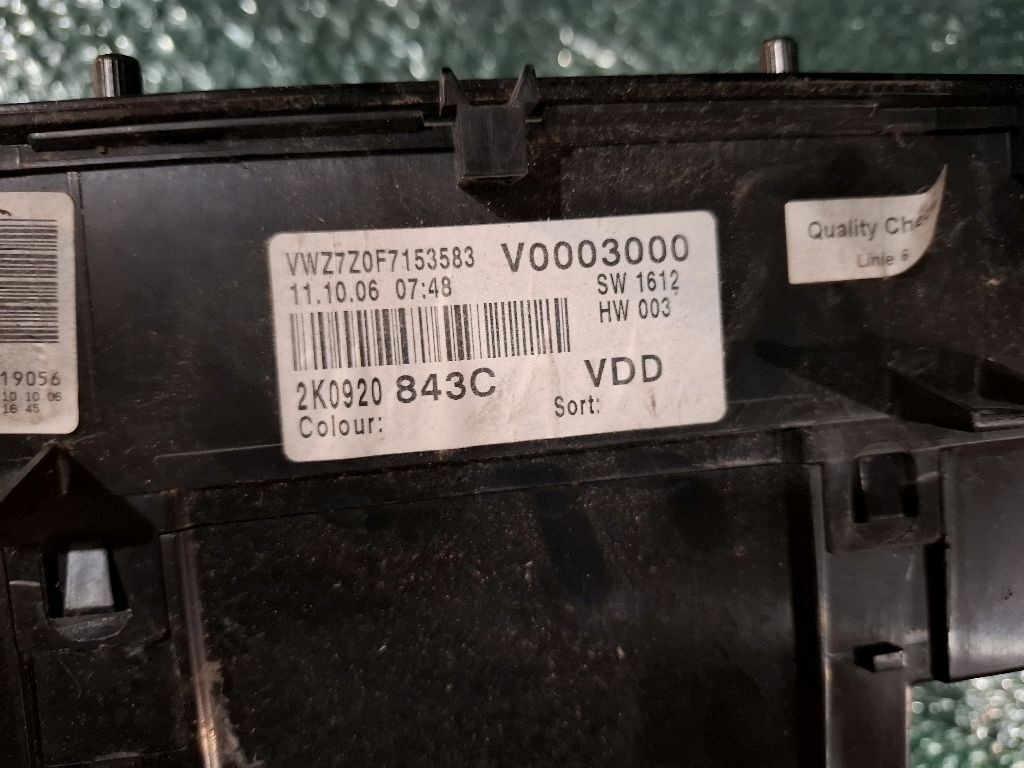 VWZ7Z0F7153583 V0003000
11.10.06 07:48 SW 1612
HW 003
2K0920 843C VDD
Colour: Sort:
Quality Check
Linie 6
19056
10 10 06
16 45